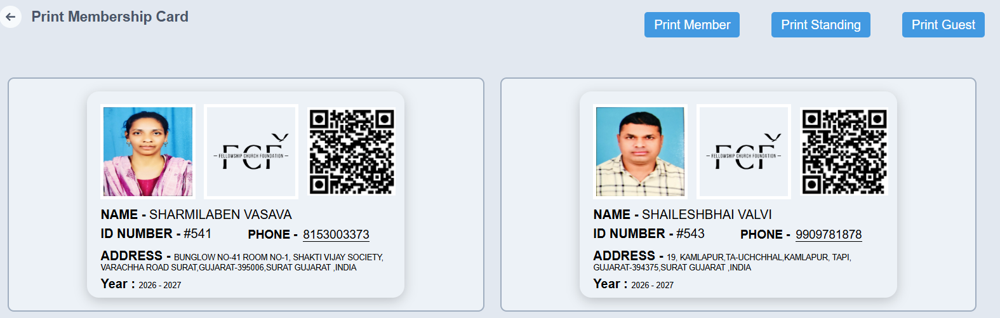 Print Membership Card
Print Member
Print Standing
Print Guest
FCF
— FELLOWSHIP CHURCH FOUNDATION —
NAME - SHARMILABEN VASAVA
ID NUMBER - #541 PHONE - 8153003373
ADDRESS - BUNGLOW NO-41 ROOM NO-1, SHAKTI VIJAY SOCIETY,
VARACHHA ROAD SURAT,GUJARAT-395006,SURAT GUJARAT ,INDIA
Year : 2026 - 2027
FCF
— FELLOWSHIP CHURCH FOUNDATION —
NAME - SHAILESHBHAI VALVI
ID NUMBER - #543 PHONE - 9909781878
ADDRESS - 19, KAMLAPUR,TA-UCHCHHAL,KAMLAPUR, TAPI,
GUJARAT-394375,SURAT GUJARAT ,INDIA
Year : 2026 - 2027